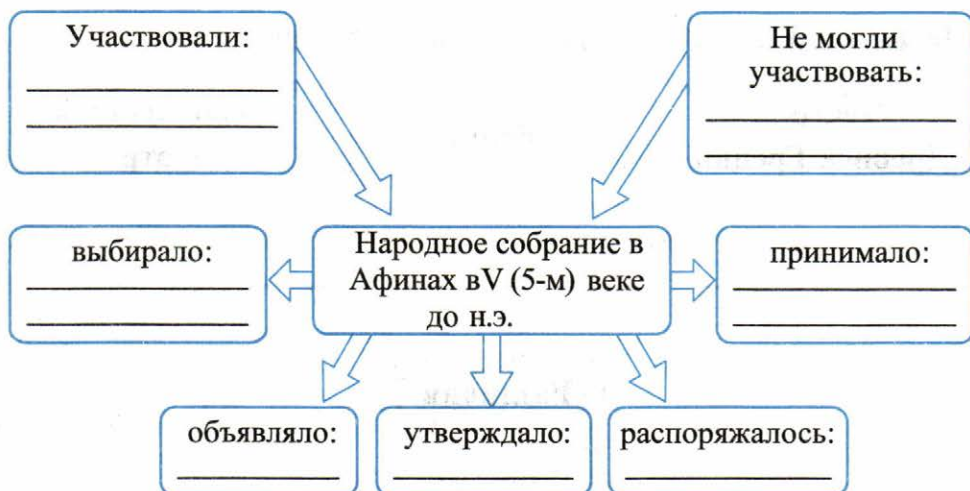 Участвовали:
Не могли
участвовать:
выбирало:
Народное собрание в
Афинах вV (5-м) веке
до н.э.
принимало:
объявляло:
утверждало:
распоряжалось: